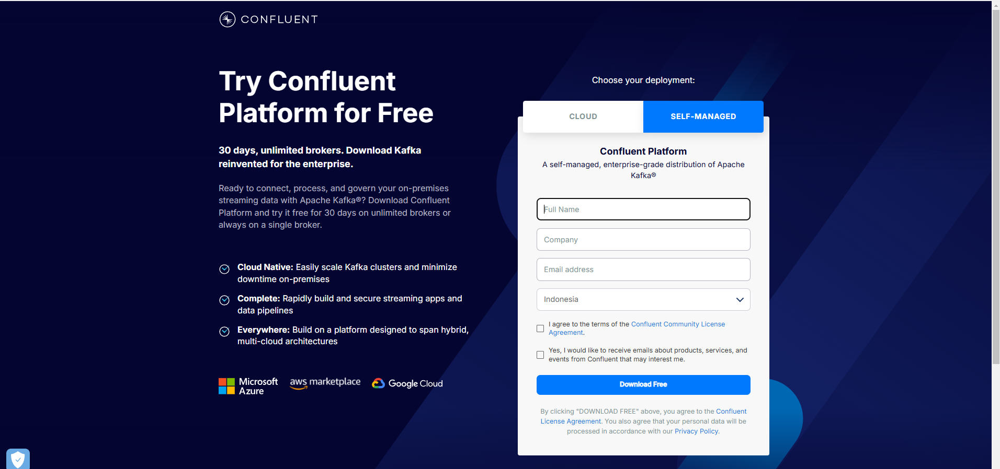 CONFLUENT
Try Confluent
Platform for Free
30 days, unlimited brokers. Download Kafka
reinvented for the enterprise.
Ready to connect, process, and govern your on-premises
streaming data with Apache Kafka®? Download Confluent
Platform and try it free for 30 days on unlimited brokers or
always on a single broker.
Cloud Native: Easily scale Kafka clusters and minimize
downtime on-premises
Complete: Rapidly build and secure streaming apps and
data pipelines
Everywhere: Build on a platform designed to span hybrid,
multi-cloud architectures
Microsoft
Azure
aws marketplace
Google Cloud
Choose your deployment:
CLOUD
SELF-MANAGED
Confluent Platform
A self-managed, enterprise-grade distribution of Apache
Kafka®
Full Name
Company
Email address
Indonesia
I agree to the terms of the Confluent Community License
Agreement.
Yes, I would like to receive emails about products, services, and
events from Confluent that may interest me.
Download Free
By clicking "DOWNLOAD FREE" above, you agree to the Confluent
License Agreement. You also agree that your personal data will be
processed in accordance with our Privacy Policy.